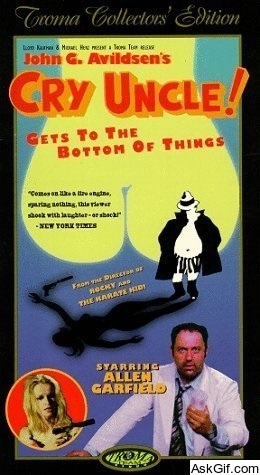 Troma Collectors' Edition
LLOYD KAUFMAN & MICHAEL HERZ PRESENT A TROMA TEAM RELEASE
JOHN G. AVILDSEN'S
CRY UNCLE!
GETS TO THE
BOTTOM OF THINGS
"Comes on like a fire engine,
sparing nothing, this viewer
shook with laughter - or shock!"
- NEW YORK TIMES
FROM THE DIRECTOR OF
ROCKY AND
THE KARATE KID!
STARRING
ALLEN
GARFIELD
TROMA
AskGif.com